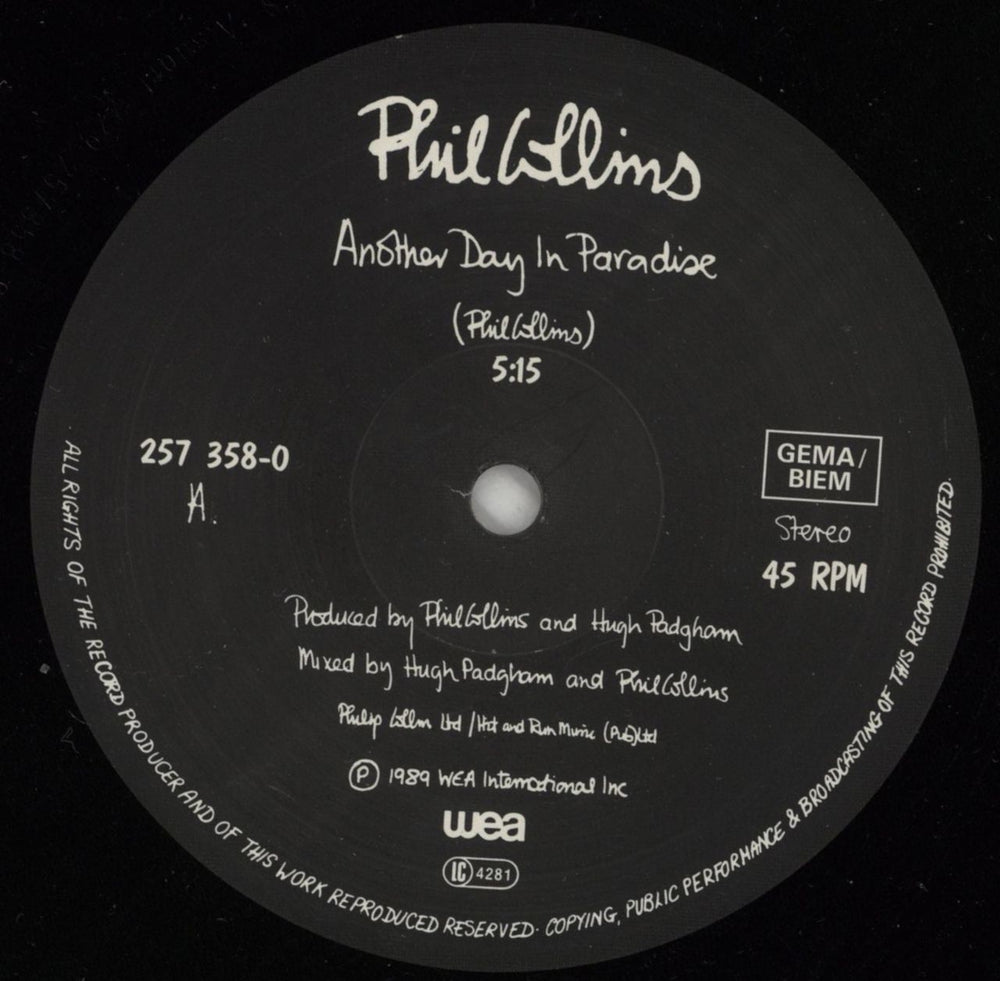 Phil Collins
Another Day In Paradise
(Phil Collins)
5:15
257 358-0
A.
GEMA/
BIEM
Stereo
45 RPM
Produced by Phil Collins and Hugh Padgham
Mixed by Hugh Padgham and Phil Collins
Philip Collins Ltd / Hit and Run Music (Pub) Ltd
Ⓟ 1989 WEA International Inc
wea
LC 4281
ALL RIGHTS OF THE RECORD PRODUCER AND OF THIS WORK REPRODUCED RESERVED· COPYING, PUBLIC PERFORMANCE & BROADCASTING OF THIS RECORD PROHIBITED.